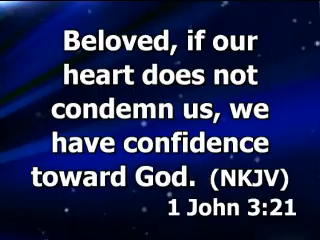 Beloved, if our
heart does not
condemn us, we
have confidence
toward God. (NKJV)
1 John 3:21